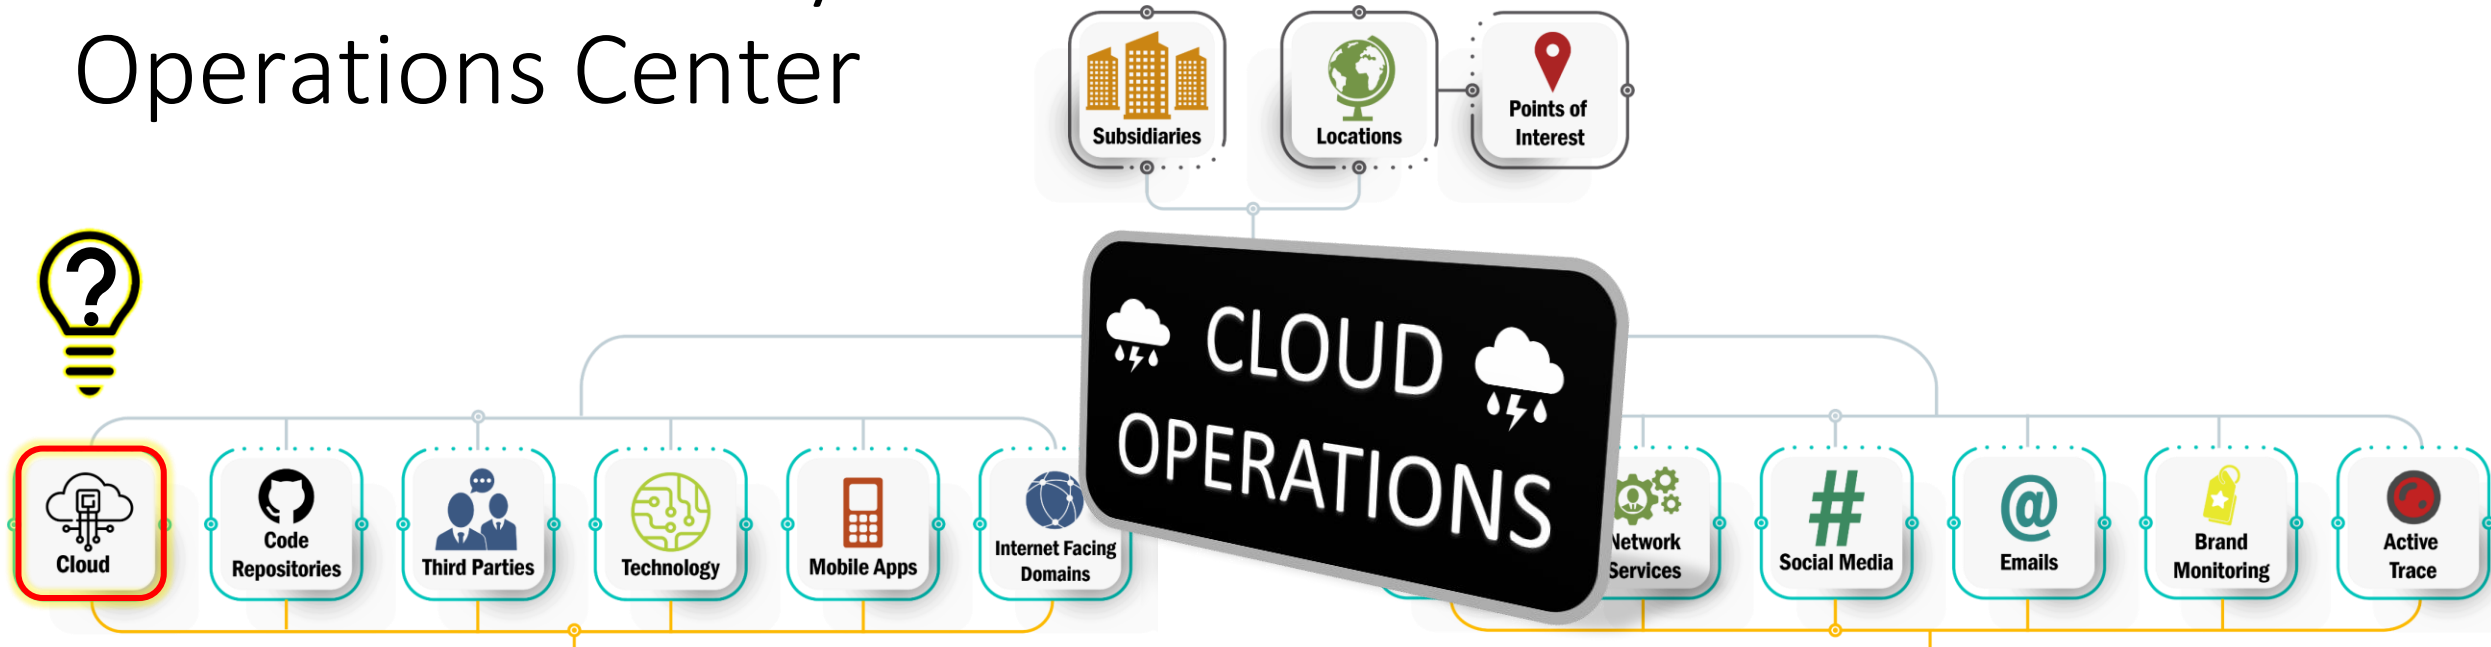 Operations Center
Subsidiaries
Locations
Points of
Interest
?
CLOUD
OPERATIONS
Cloud
Code
Repositories
Third Parties
Technology
Mobile Apps
Internet Facing
Domains
Network
Services
#
Social Media
@
Emails
Brand
Monitoring
Active
Trace